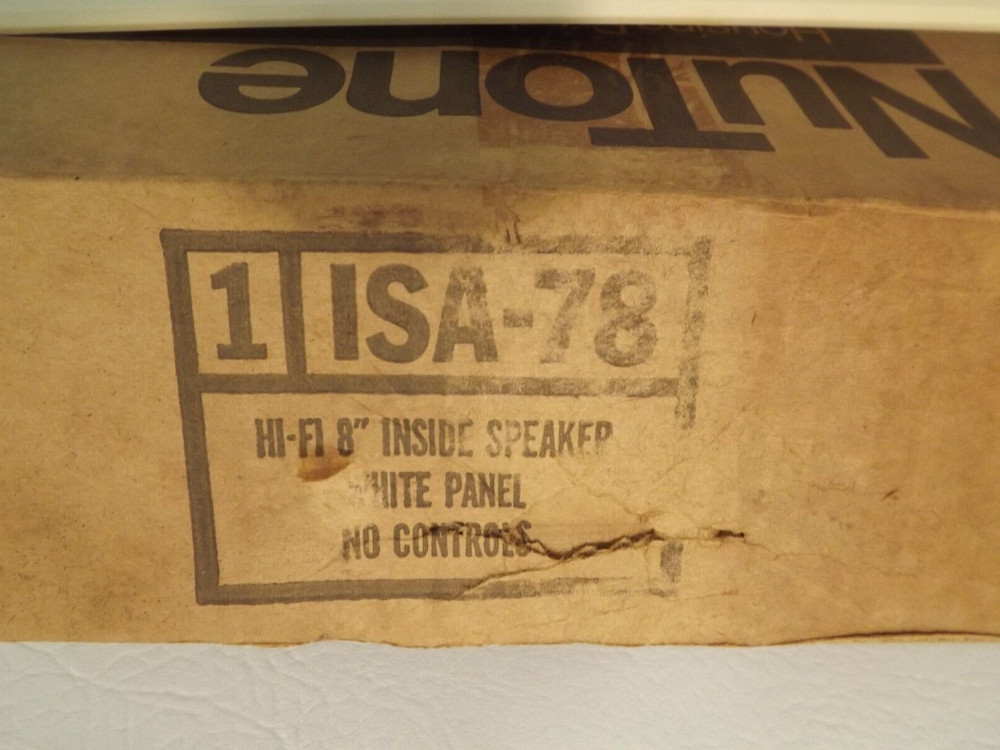 NuTone
1 ISA-78
HI-FI 8" INSIDE SPEAKER
WHITE PANEL
NO CONTROLS